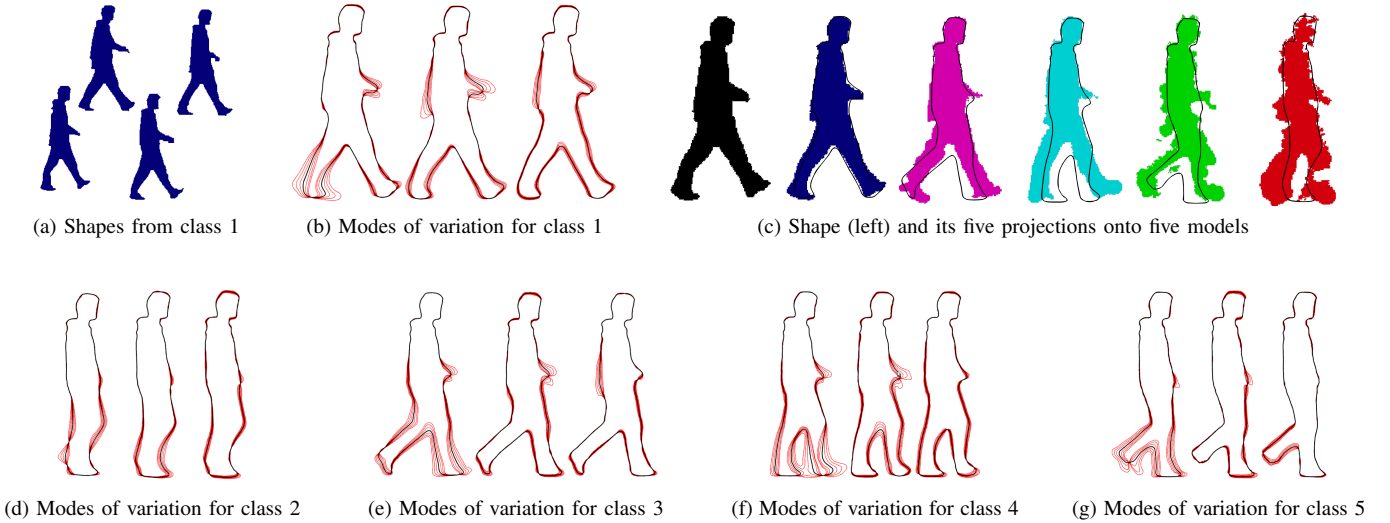 (a) Shapes from class 1
(b) Modes of variation for class 1
(c) Shape (left) and its five projections onto five models
(d) Modes of variation for class 2
(e) Modes of variation for class 3
(f) Modes of variation for class 4
(g) Modes of variation for class 5